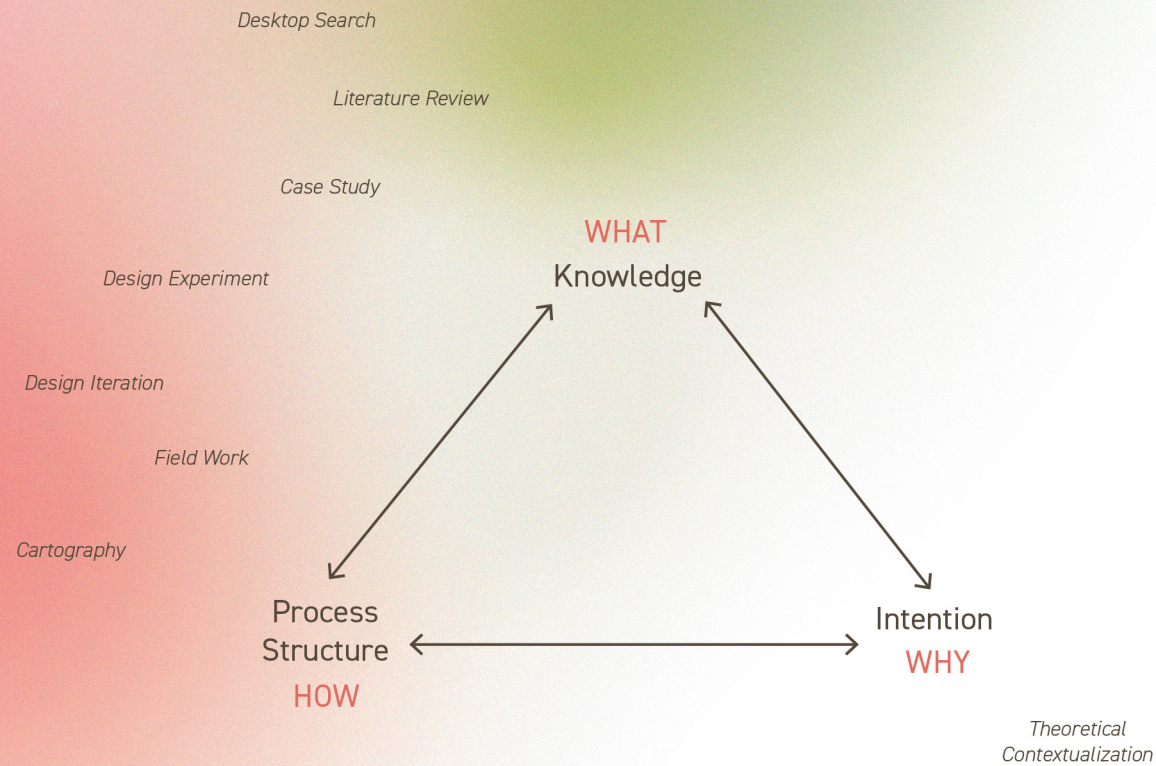 Desktop Search
Literature Review
Case Study
WHAT
Knowledge
Design Experiment
Design Iteration
Field Work
Cartography
Process
Structure
HOW
Intention
WHY
Theoretical
Contextualization